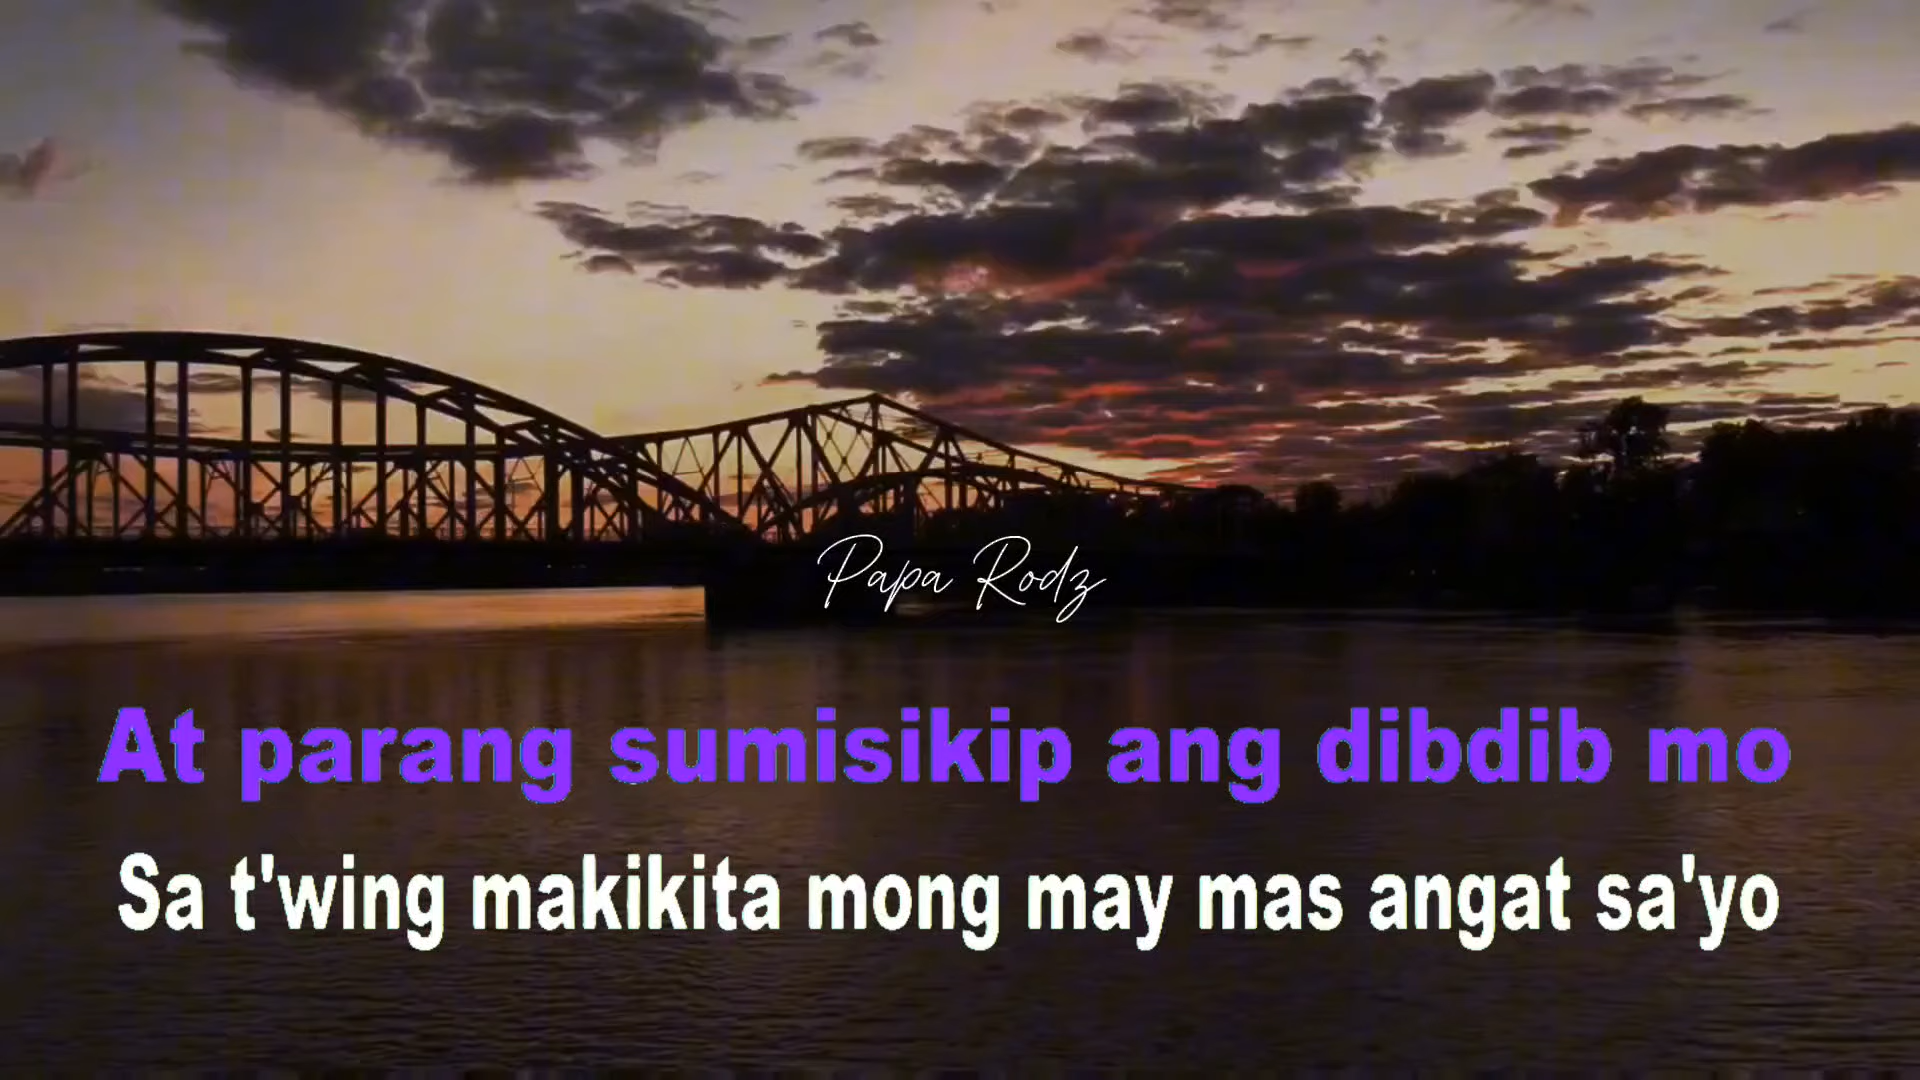 Papa Rodz
At parang sumisikip ang dibdib mo
Sa t'wing makikita mong may mas angat sa'yo